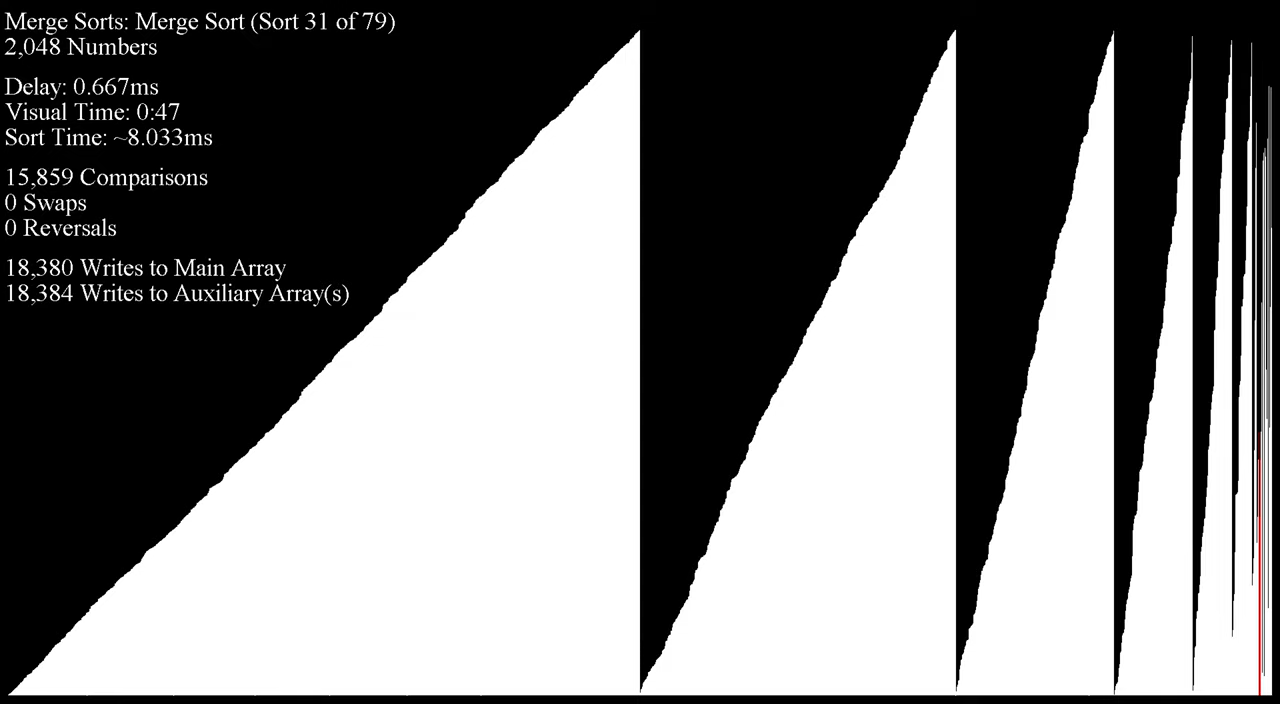 Merge Sorts: Merge Sort (Sort 31 of 79)
2,048 Numbers
Delay: 0.667ms
Visual Time: 0:47
Sort Time: ~8.033ms
15,859 Comparisons
0 Swaps
0 Reversals
18,380 Writes to Main Array
18,384 Writes to Auxiliary Array(s)